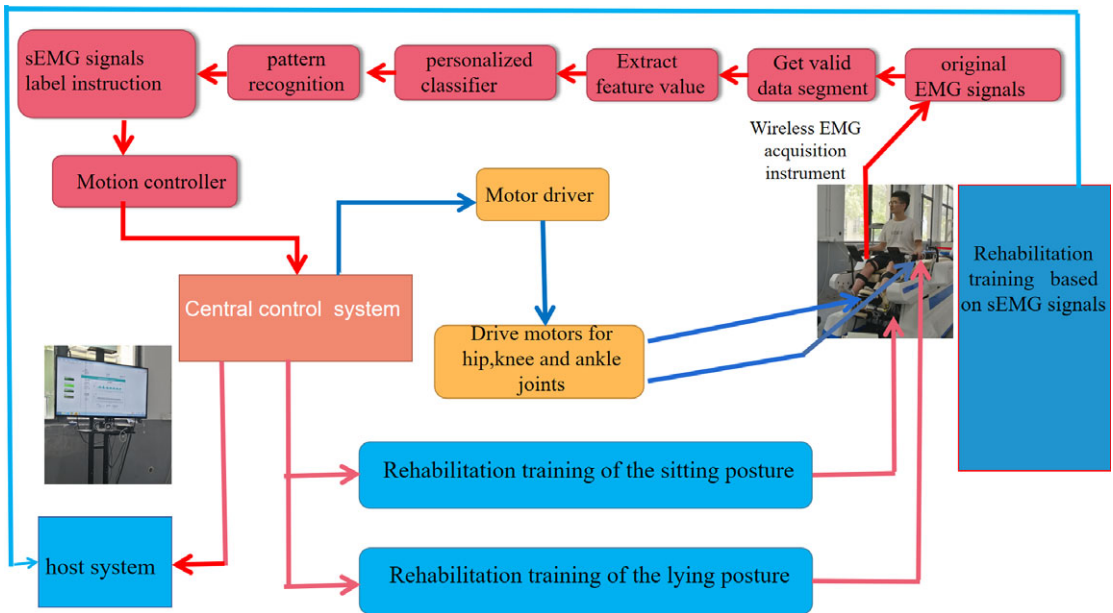 sEMG signals
label instruction
pattern
recognition
personalized
classifier
Extract
feature value
Get valid
data segment
original
EMG signals
Wireless EMG
acquisition
instrument
Motion controller
Motor driver
Rehabilitation
training based
on sEMG signals
Central control system
Drive motors for
hip,knee and ankle
joints
Rehabilitation training of the sitting posture
host system
Rehabilitation training of the lying posture